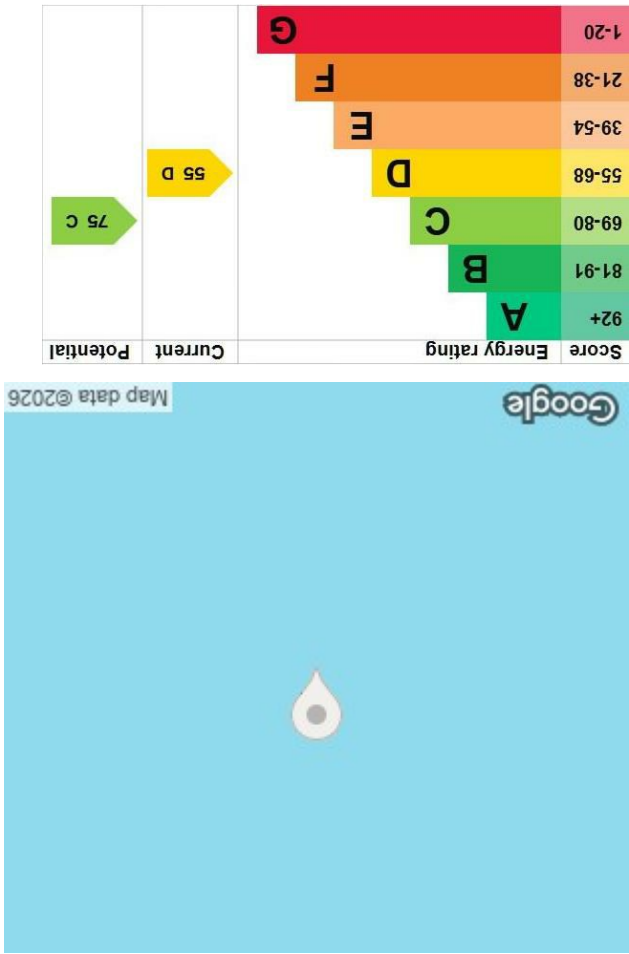 Google
Map data ©2026
Score Energy rating Current Potential
92+ A
81-91 B
69-80 C 75 C
55-68 D 55 D
39-54 E
21-38 F
1-20 G